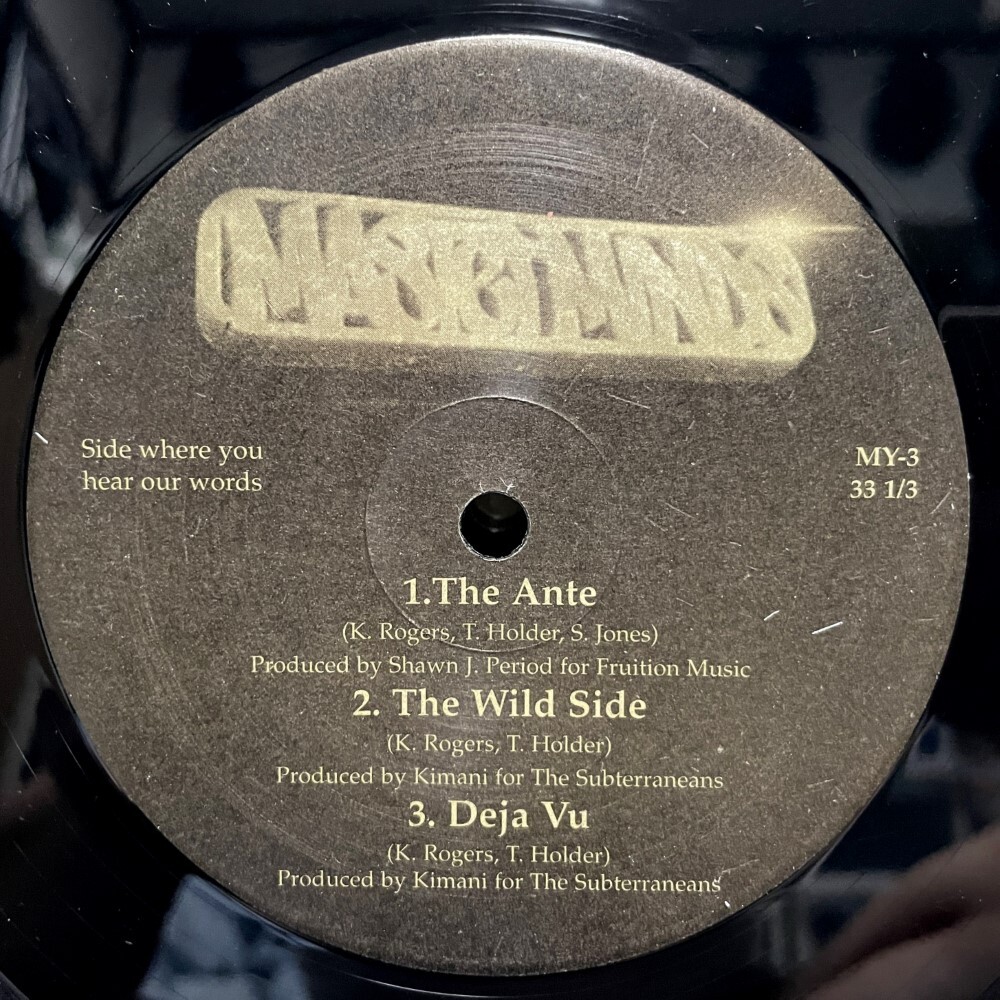 Side where you
hear our words
MY-3
33 1/3
1.The Ante
(K. Rogers, T. Holder, S. Jones)
Produced by Shawn J. Period for Fruition Music
2. The Wild Side
(K. Rogers, T. Holder)
Produced by Kimani for The Subterraneans
3. Deja Vu
(K. Rogers, T. Holder)
Produced by Kimani for The Subterraneans